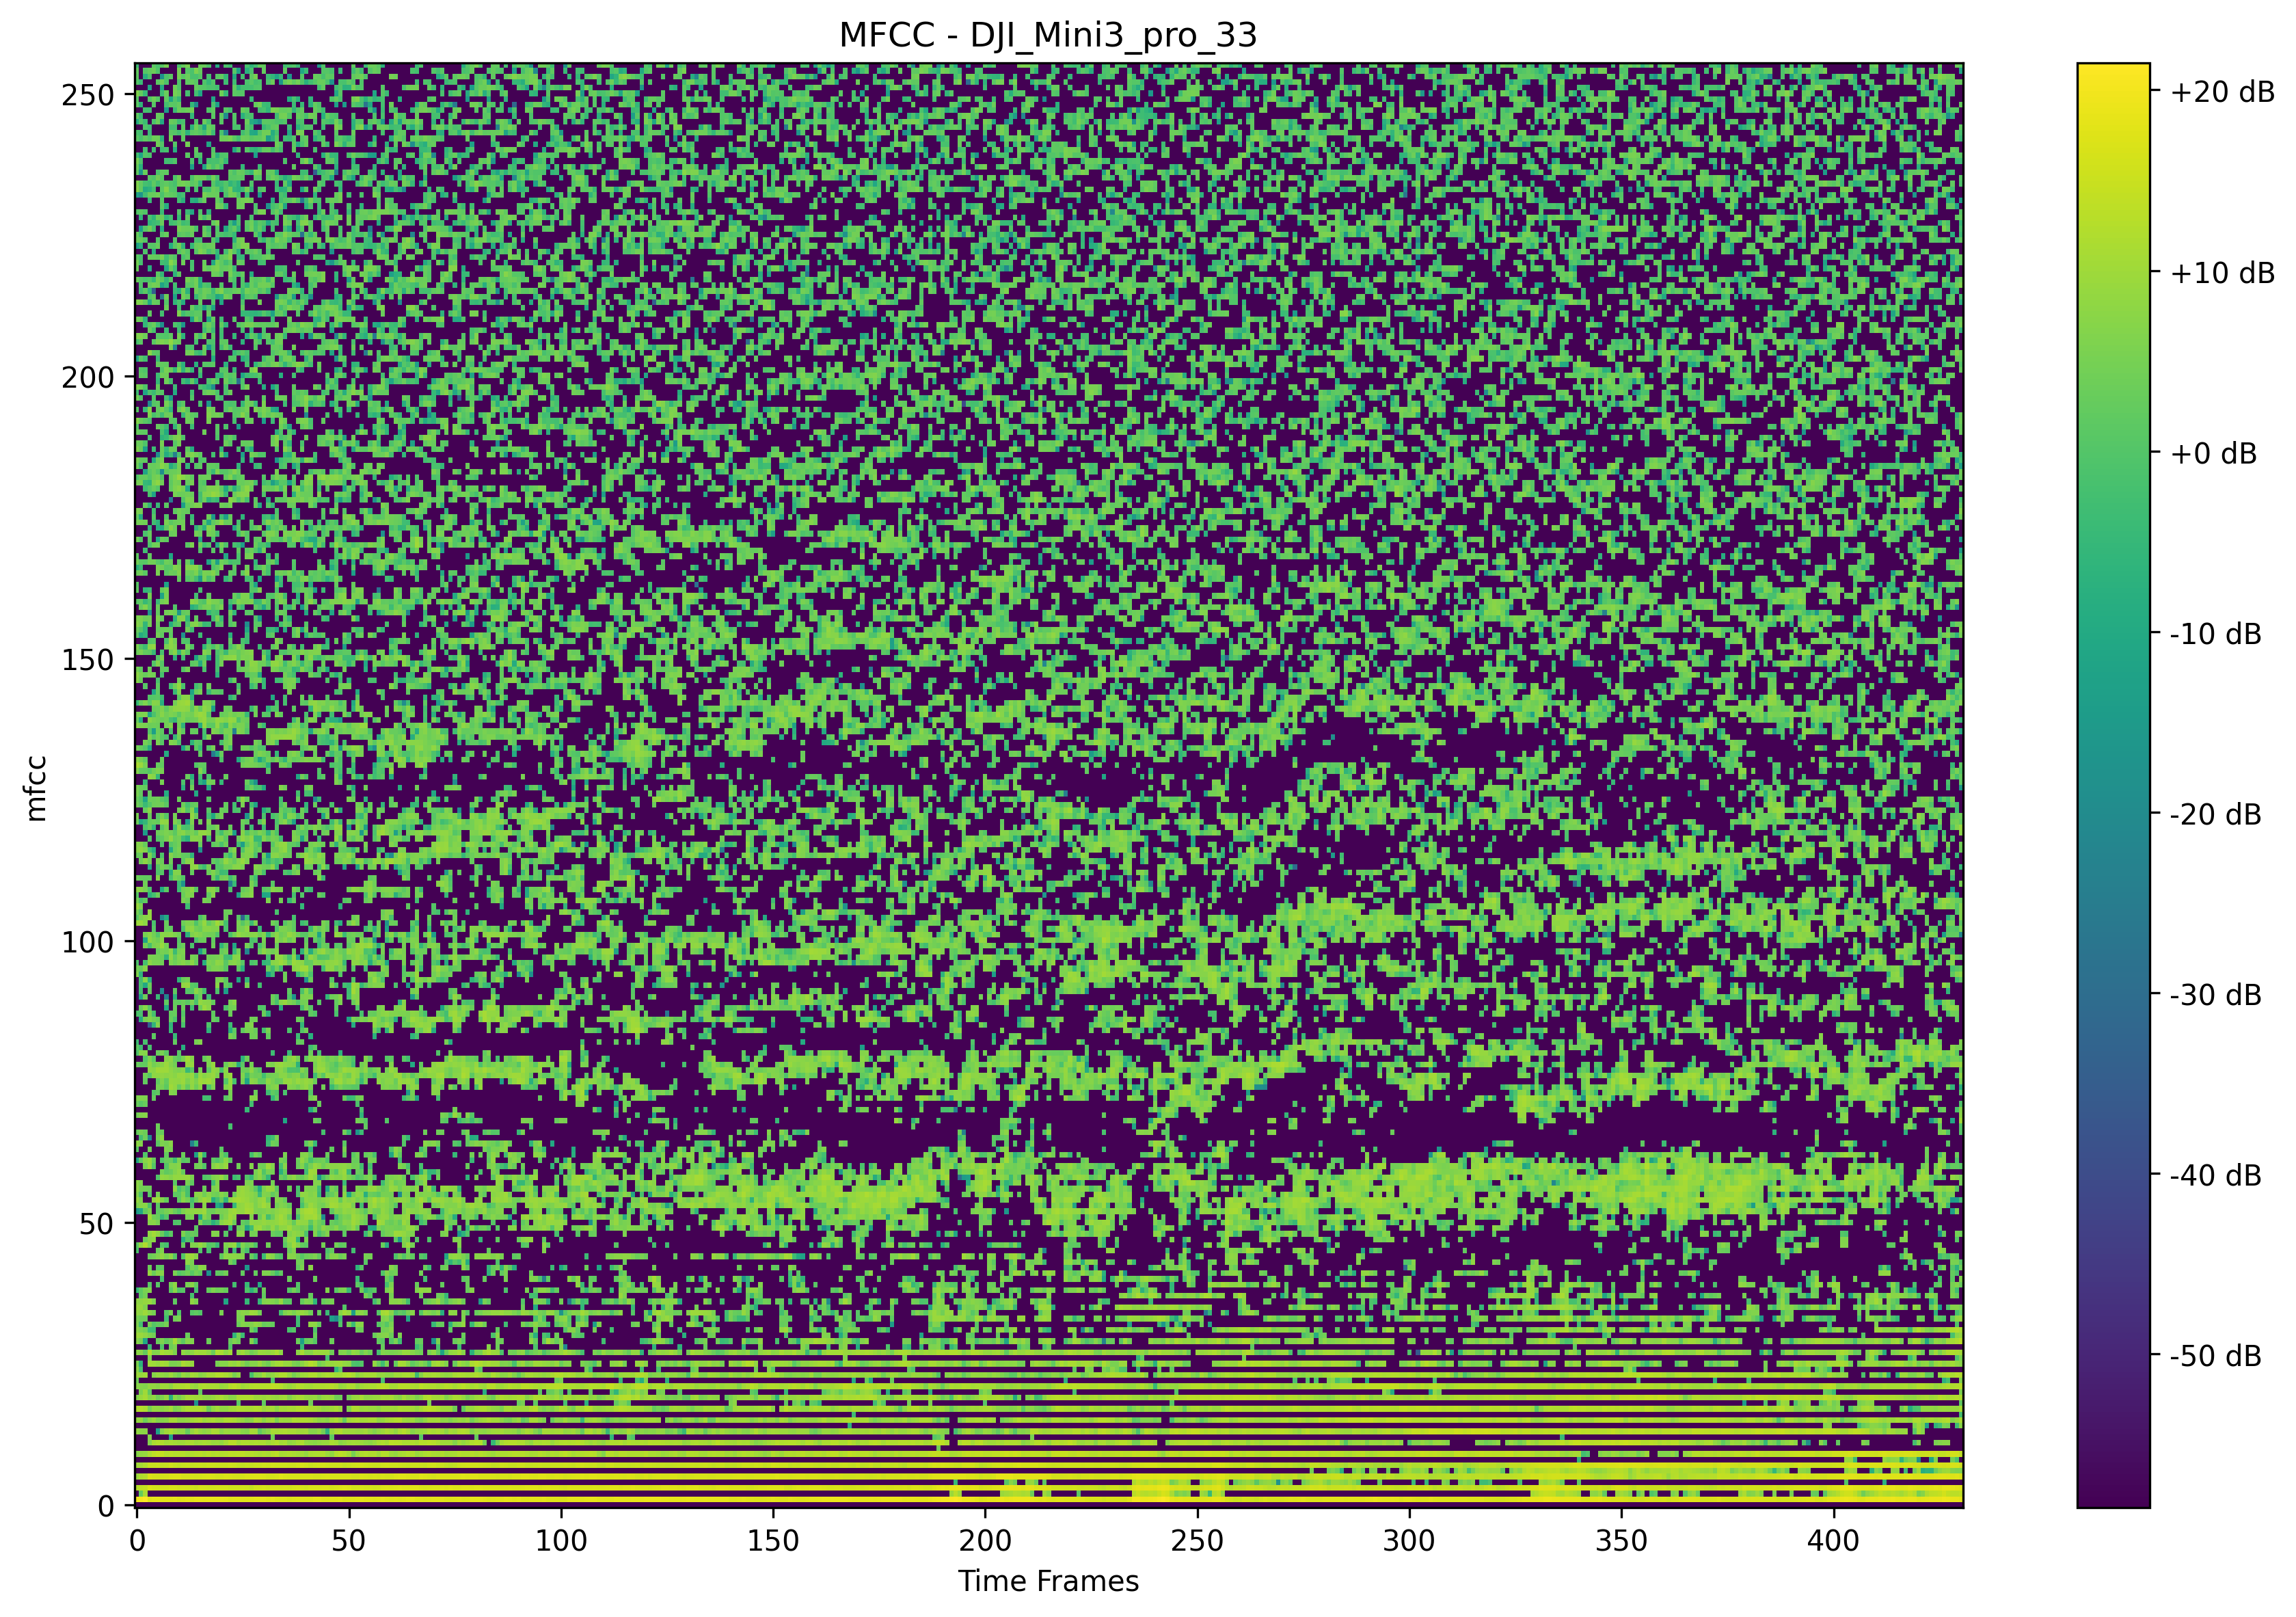 MFCC - DJI_Mini3_pro_33
250
200
150
100
50
0
mfcc
0 50 100 150 200 250 300 350 400
Time Frames
+20 dB
+10 dB
+0 dB
-10 dB
-20 dB
-30 dB
-40 dB
-50 dB